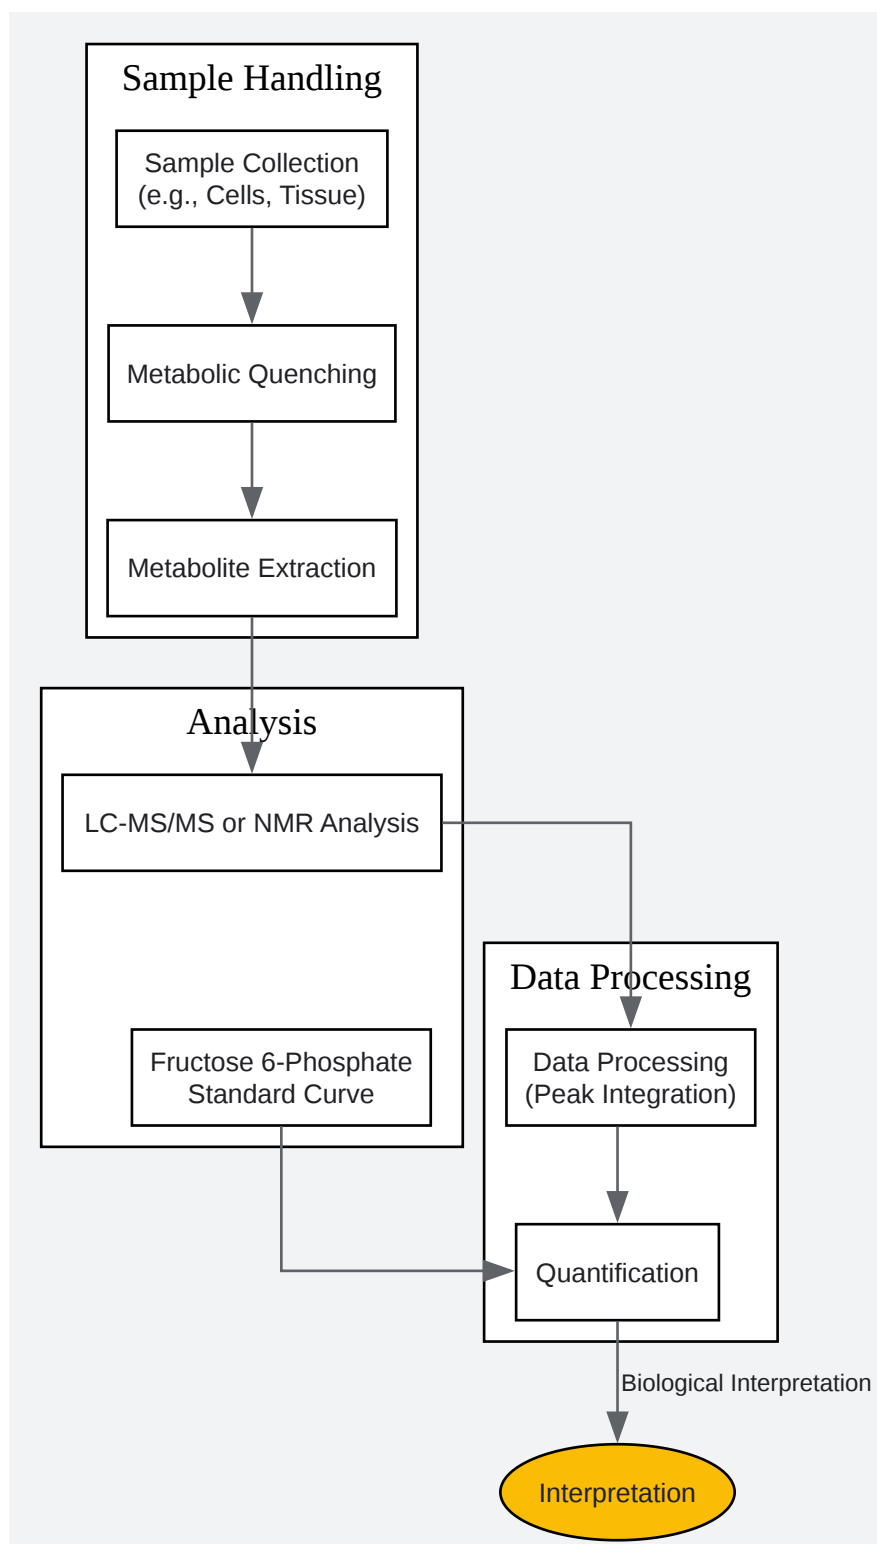 Sample Handling
Sample Collection
(e.g., Cells, Tissue)
Metabolic Quenching
Metabolite Extraction
Analysis
LC-MS/MS or NMR Analysis
Fructose 6-Phosphate
Standard Curve
Data Processing
Data Processing
(Peak Integration)
Quantification
Biological Interpretation
Interpretation